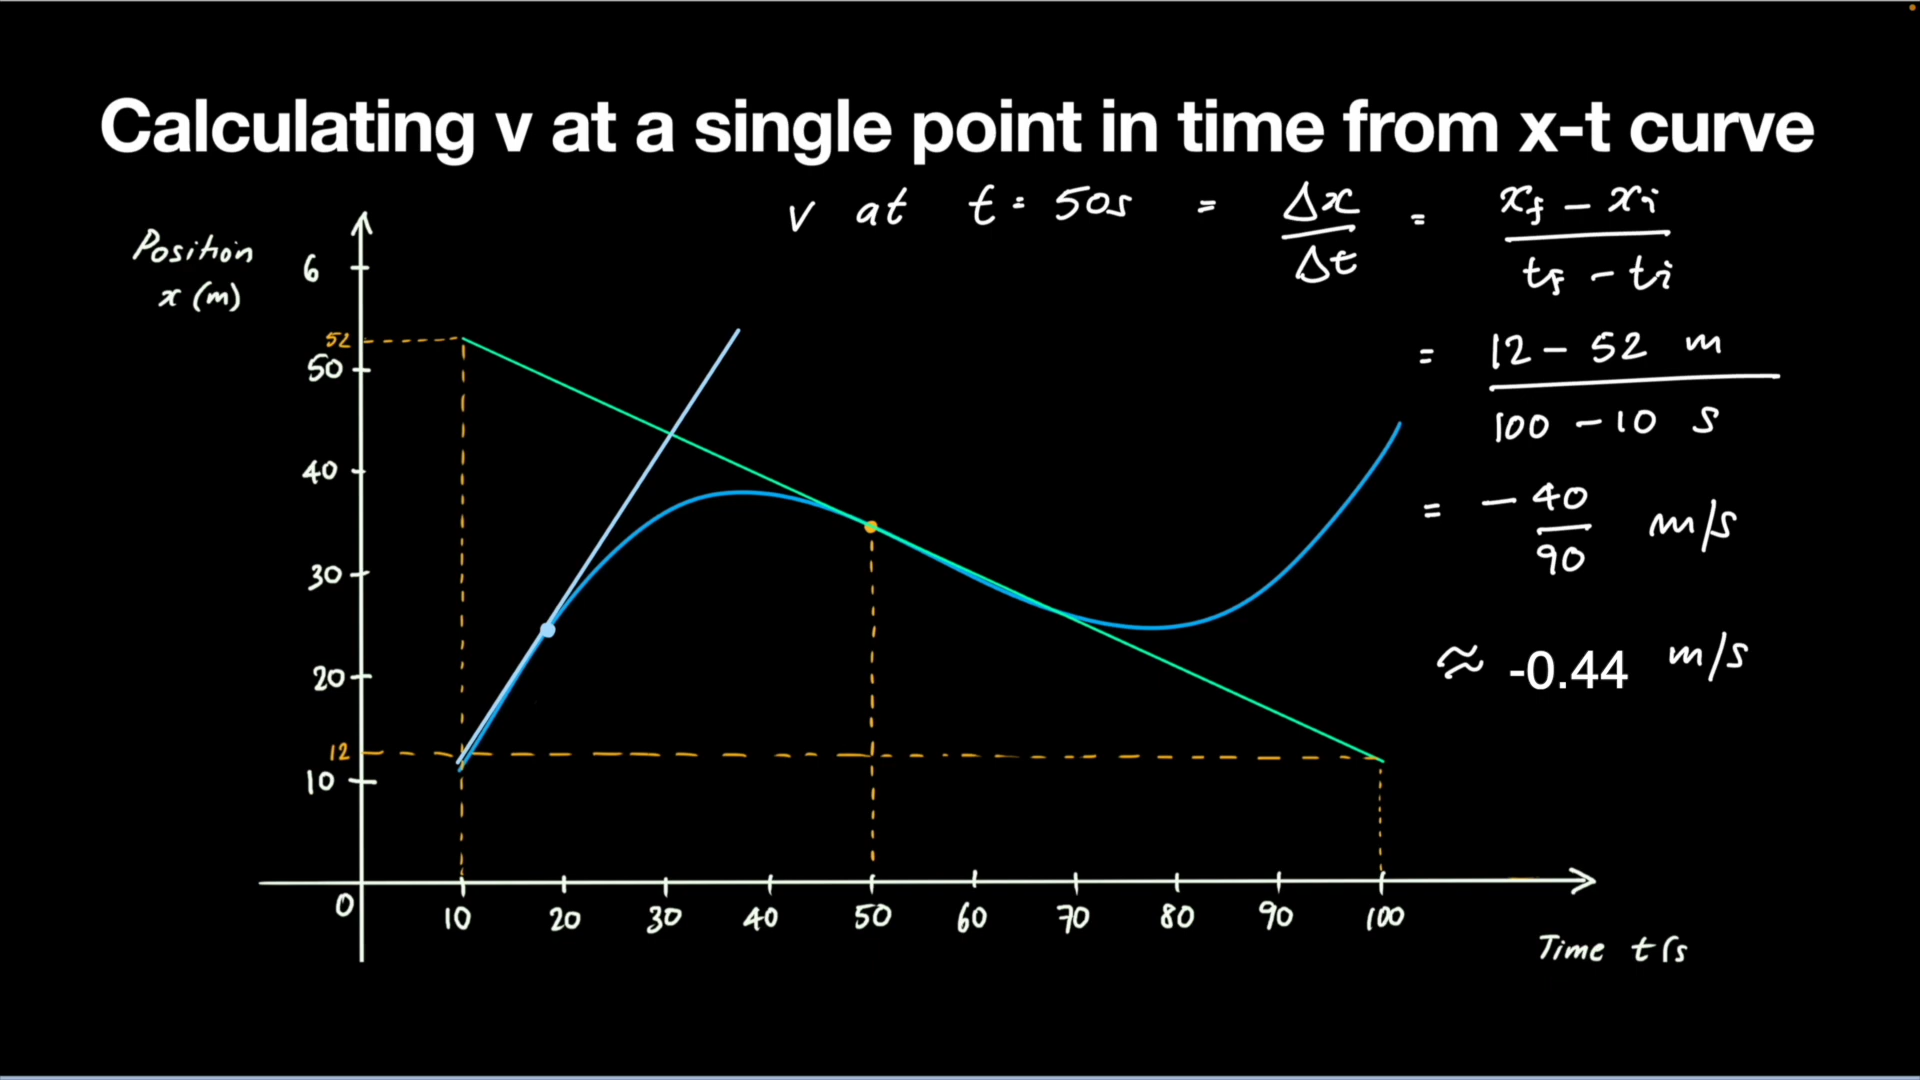 Calculating v at a single point in time from x-t curve
v at t = 50s = Δx/Δt = xf - xi / tf - ti
Position
x (m)
6
52
50
= 12 - 52 m / 100 - 10 s
40
= - 40/90 m/s
30
20
≈ -0.44 m/s
12
10
0
10 20 30 40 50 60 70 80 90 100
Time t(s